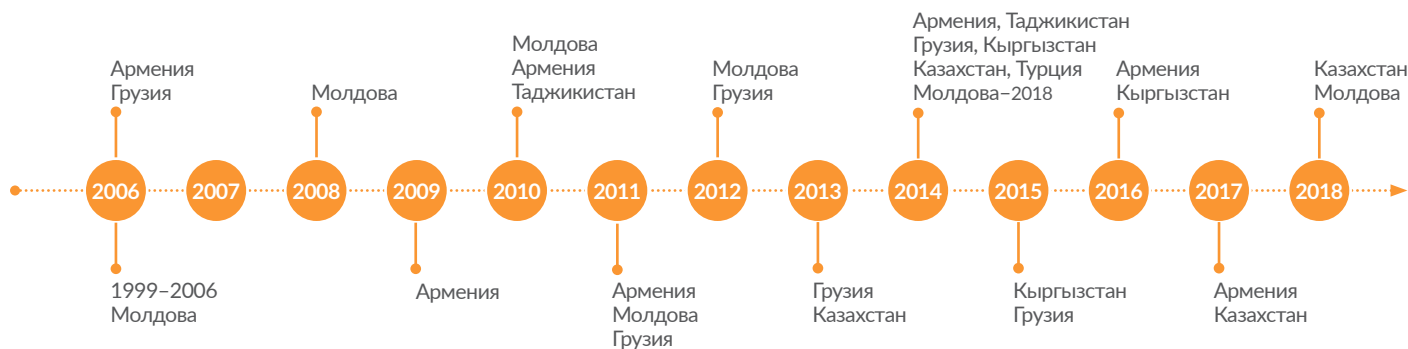 Армения
Грузия
Молдова
Молдова
Армения
Таджикистан
Молдова
Грузия
Армения, Таджикистан
Грузия, Кыргызстан
Казахстан, Турция
Молдова–2018
Армения
Кыргызстан
Казахстан
Молдова
2006
2007
2008
2009
2010
2011
2012
2013
2014
2015
2016
2017
2018
1999–2006
Молдова
Армения
Армения
Молдова
Грузия
Грузия
Казахстан
Кыргызстан
Грузия
Армения
Казахстан